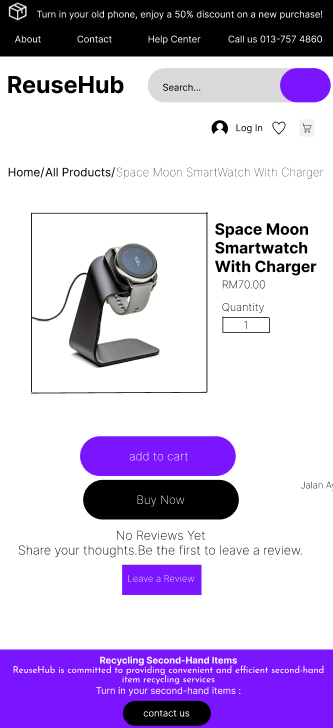 Turn in your old phone, enjoy a 50% discount on a new purchase!
About Contact Help Center Call us 013-757 4860
ReuseHub
Search...
Log In
Home/All Products/Space Moon SmartWatch With Charger
Space Moon
Smartwatch
With Charger
RM70.00
Quantity
1
add to cart
Buy Now
Jalan
No Reviews Yet
Share your thoughts.Be the first to leave a review.
Leave a Review
Recycling Second-Hand Items
ReuseHub is committed to providing convenient and efficient second-hand
item recycling services
Turn in your second-hand items :
contact us